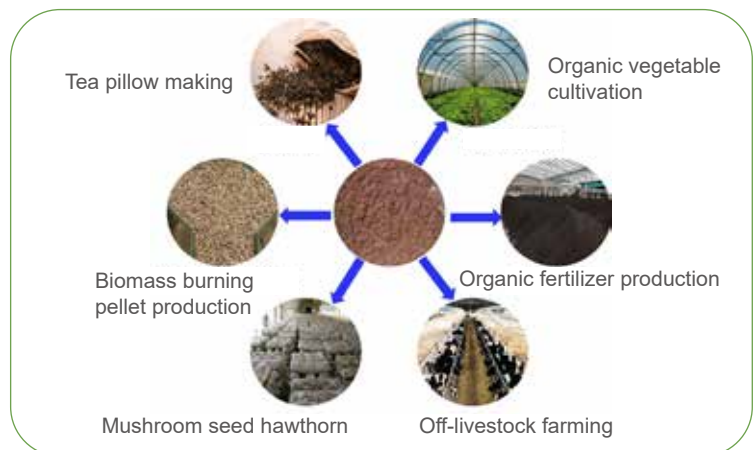 Tea pillow making
Organic vegetable
cultivation
Biomass burning
pellet production
Organic fertilizer production
Mushroom seed hawthorn
Off-livestock farming